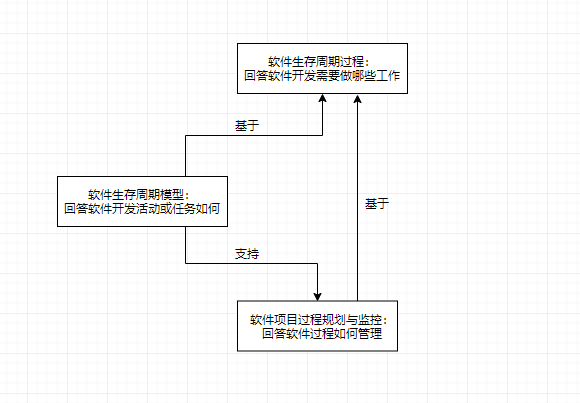 软件生存周期过程:
回答软件开发需要做哪些工作
基于
软件生存周期模型:
回答软件开发活动或任务如何
基于
支持
软件项目过程规划与监控:
回答软件过程如何管理